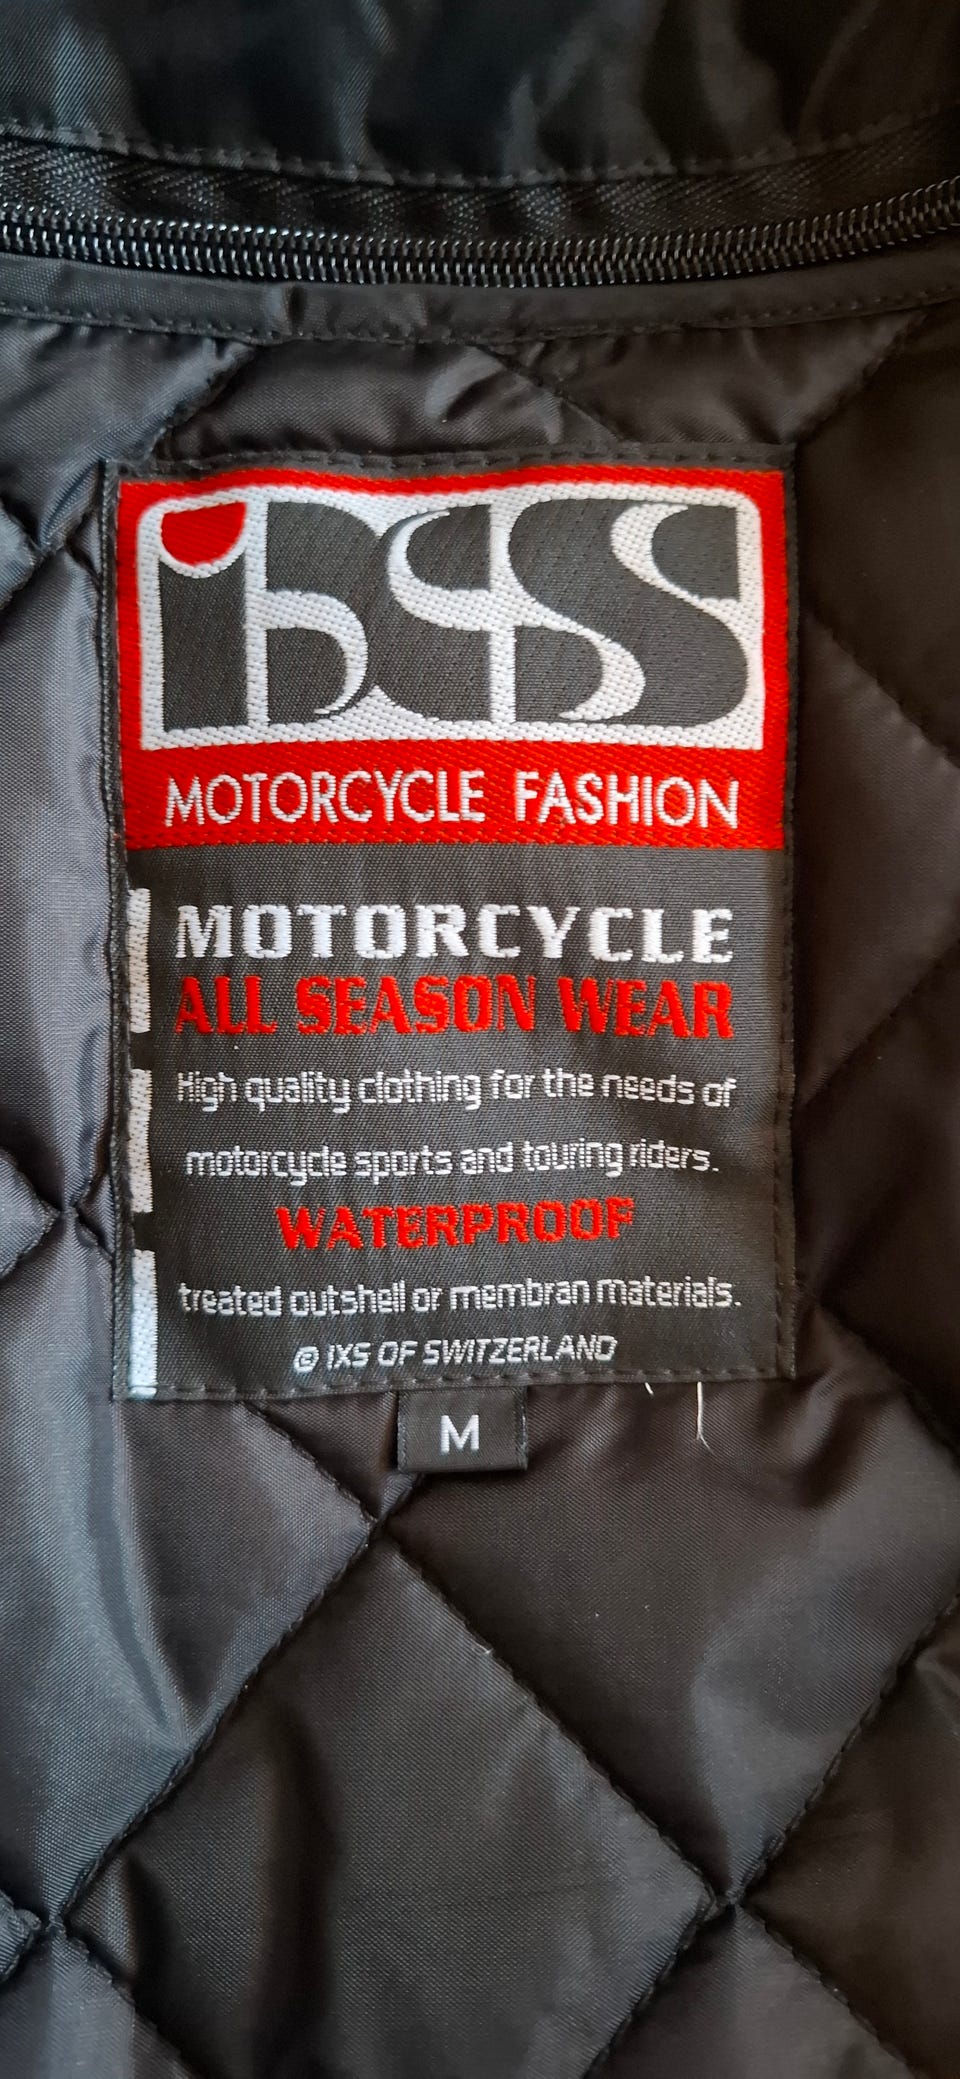 iXS
MOTORCYCLE FASHION
MOTORCYCLE
ALL SEASON WEAR
High quality clothing for the needs of
motorcycle sports and touring riders.
WATERPROOF
treated outshell or membran materials.
© IXS OF SWITZERLAND
M